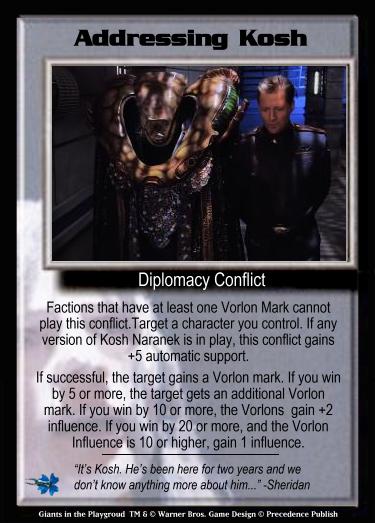 Addressing Kosh
Diplomacy Conflict
Factions that have at least one Vorlon Mark cannot
play this conflict.Target a character you control. If any
version of Kosh Naranek is in play, this conflict gains
+5 automatic support.
If successful, the target gains a Vorlon mark. If you win
by 5 or more, the target gets an additional Vorlon
mark. If you win by 10 or more, the Vorlons gain +2
influence. If you win by 20 or more, and the Vorlon
Influence is 10 or higher, gain 1 influence.
“It's Kosh. He's been here for two years and we
don't know anything more about him...” -Sheridan
Giants in the Playgroud TM & © Warner Bros. Game Design © Precedence Publish